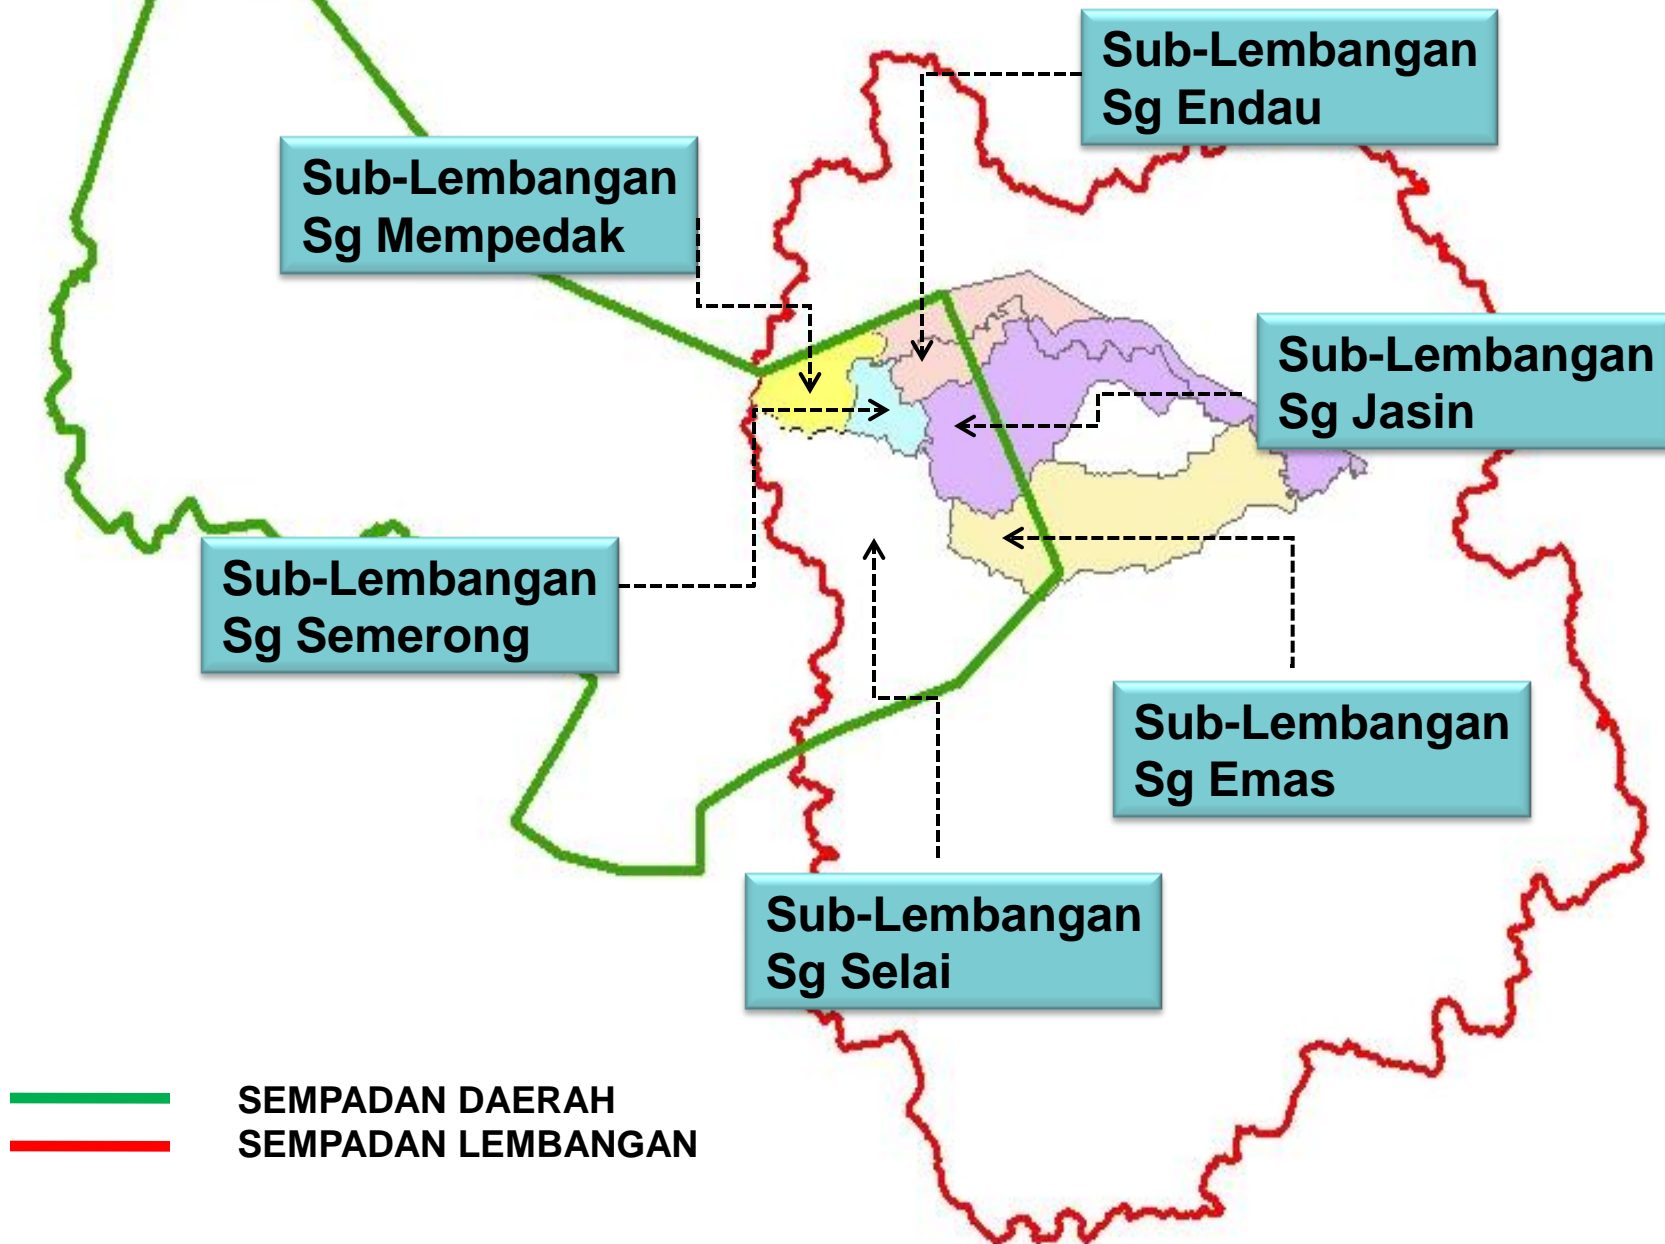 Sub-Lembangan
Sg Endau
Sub-Lembangan
Sg Mempedak
Sub-Lembangan
Sg Jasin
Sub-Lembangan
Sg Semerong
Sub-Lembangan
Sg Emas
Sub-Lembangan
Sg Selai
SEMPADAN DAERAH
SEMPADAN LEMBANGAN